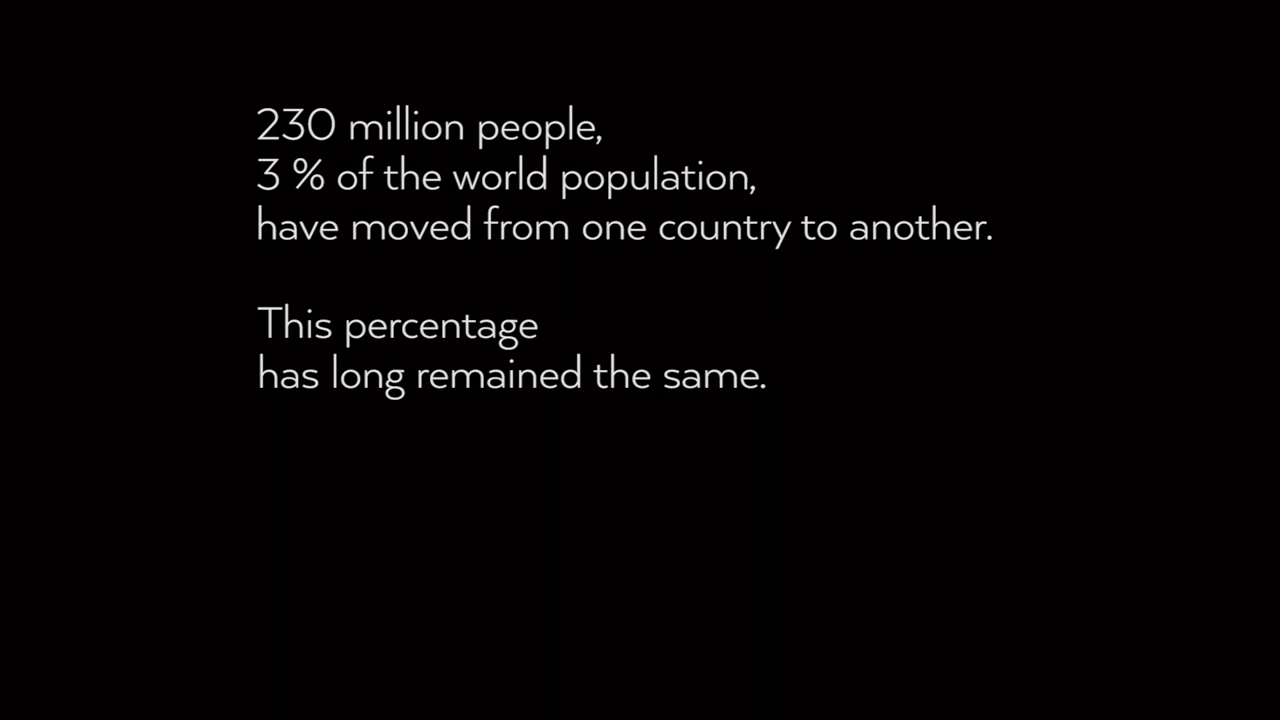 230 million people,
3 % of the world population,
have moved from one country to another.
This percentage
has long remained the same.